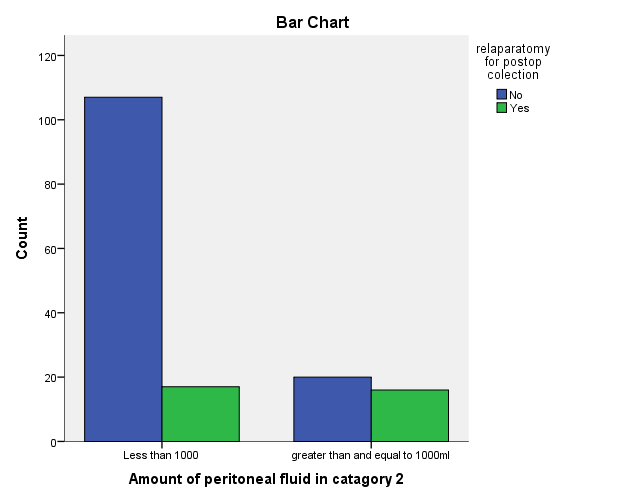 Bar Chart
relaparatomy
for postop
colection
No
Yes
120
100
80
60
40
20
0
Count
Less than 1000
greater than and equal to 1000ml
Amount of peritoneal fluid in catagory 2